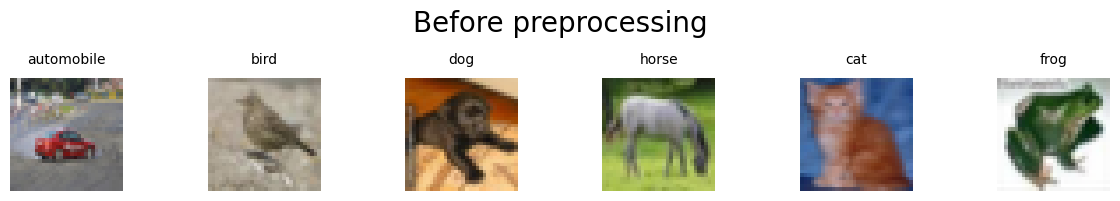 Before preprocessing
automobile bird dog horse cat frog